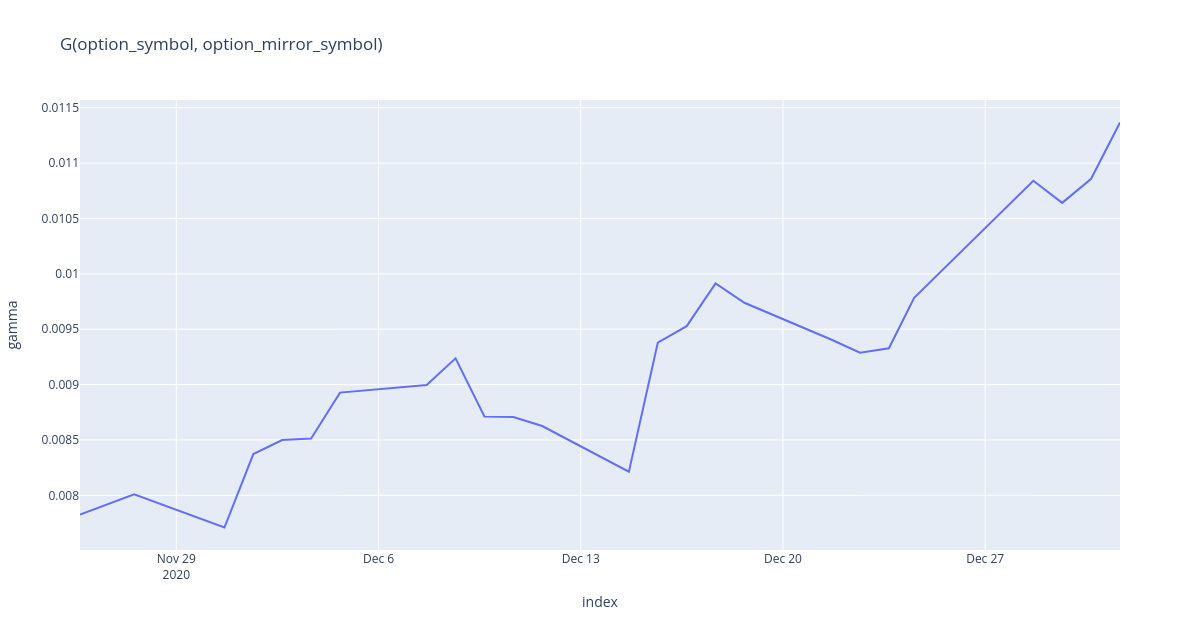 G(option_symbol, option_mirror_symbol)
0.0115
0.011
0.0105
0.01
0.0095
0.009
0.0085
0.008
gamma
Nov 29
2020
Dec 6
Dec 13
Dec 20
Dec 27
index